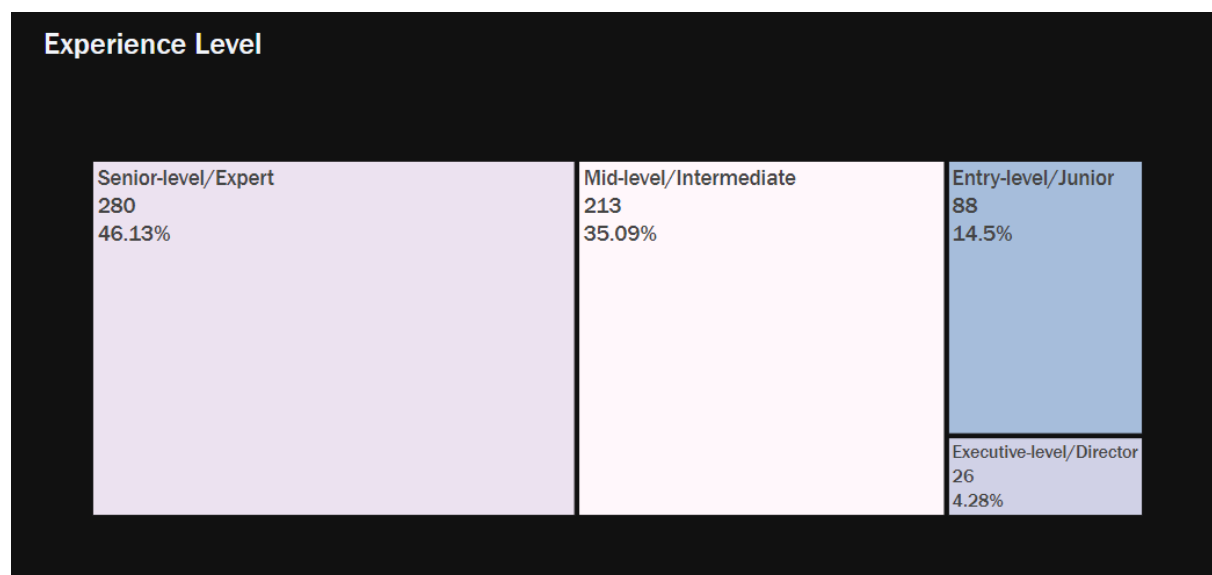 Experience Level
Senior-level/Expert
280
46.13%
Mid-level/Intermediate
213
35.09%
Entry-level/Junior
88
14.5%
Executive-level/Director
26
4.28%